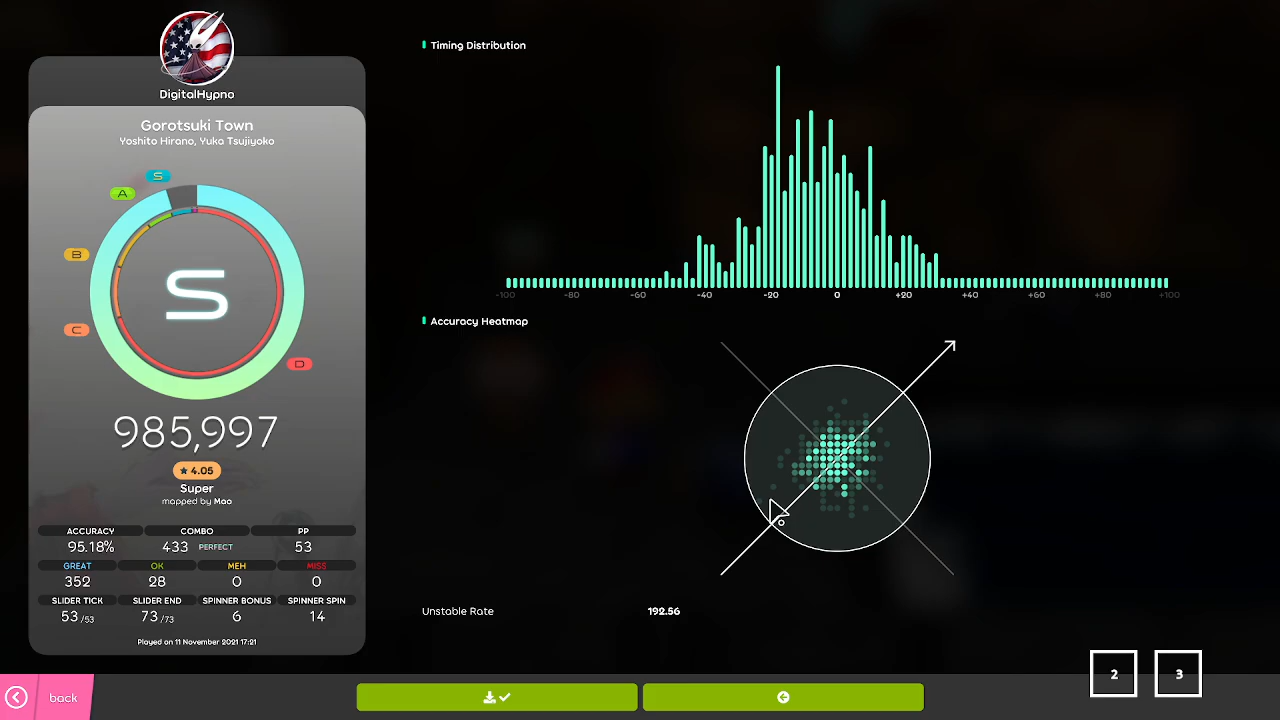 DigitalHypno
Gorotsuki Town
Yoshito Hirano, Yuka Tsujiyoko
S
A
B
C
D
S
985,997
4.05
Super
mapped by Mao
ACCURACY COMBO PP
95.18% 433 PERFECT 53
GREAT OK MEH MISS
352 28 0 0
SLIDER TICK SLIDER END SPINNER BONUS SPINNER SPIN
53/53 73/73 6 14
Played on 11 November 2021 17:21
Timing Distribution
-100 -80 -60 -40 -20 0 +20 +40 +60 +80 +100
Accuracy Heatmap
Unstable Rate 192.56
2 3
back